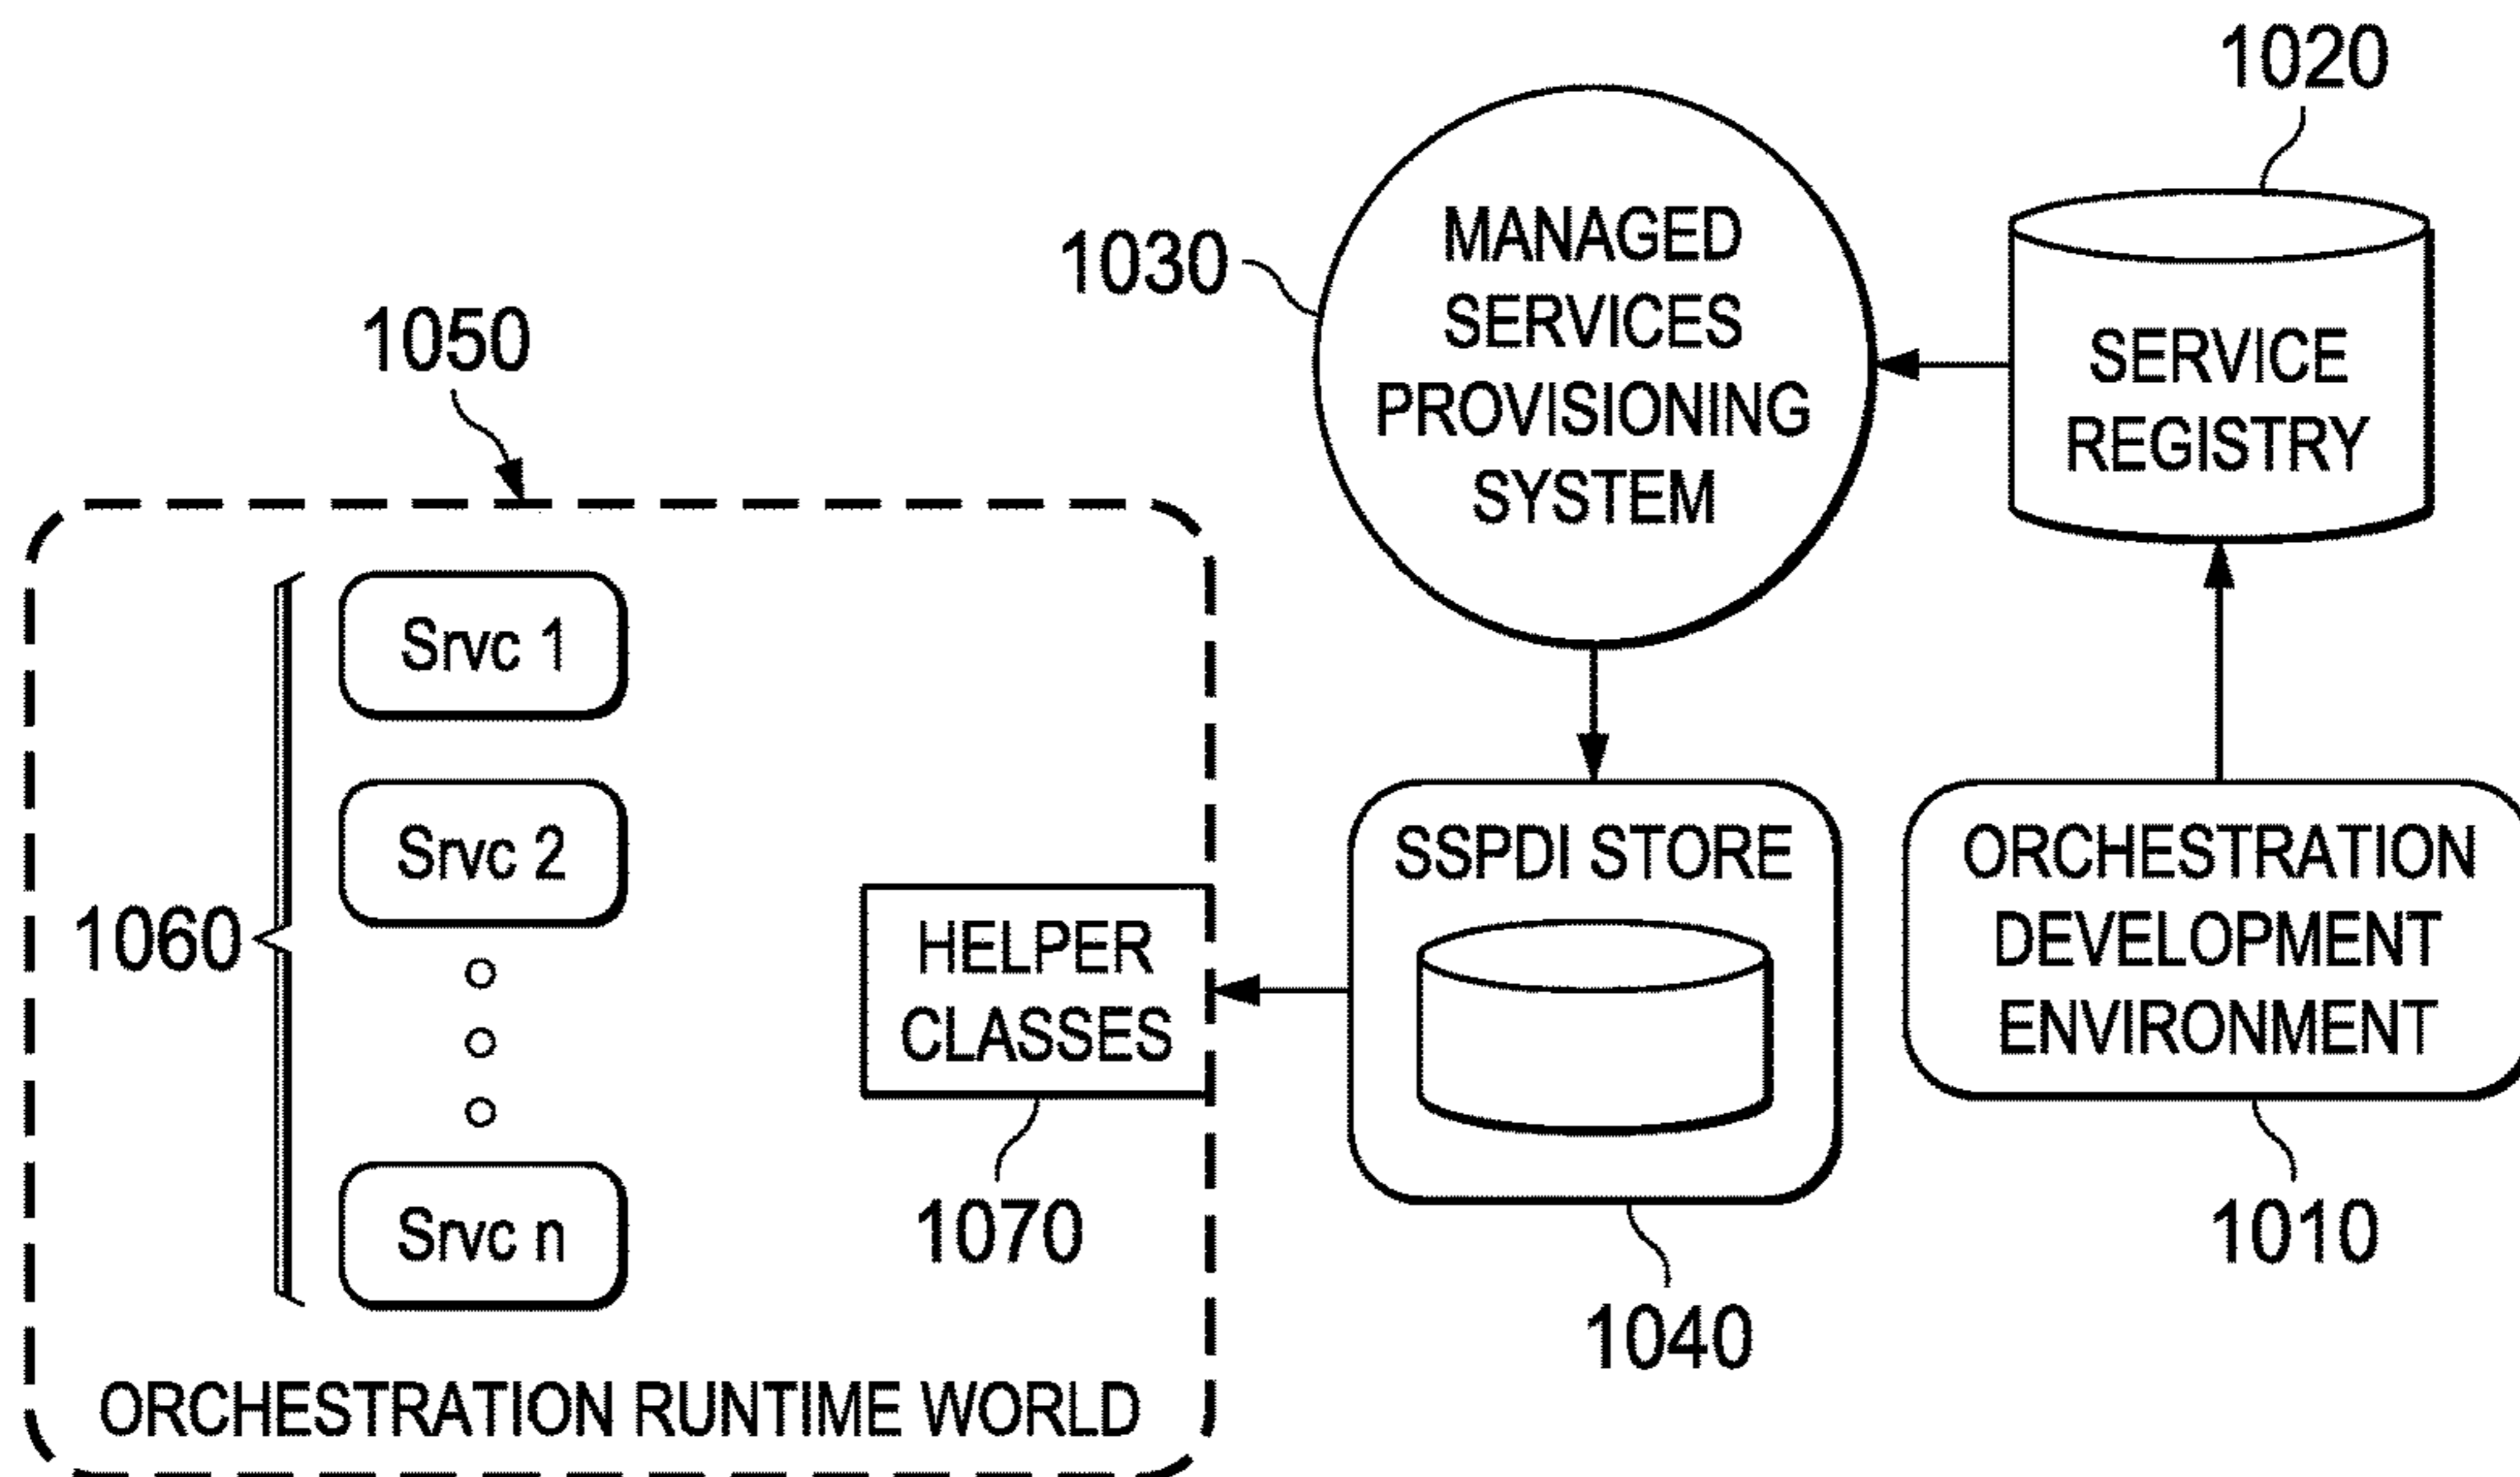 1020
MANAGED
SERVICES
PROVISIONING
SYSTEM
1030
SERVICE
REGISTRY
1050
Srvc 1
Srvc 2
Srvc n
1060
HELPER
CLASSES
1070
SSPDI STORE
1040
ORCHESTRATION
DEVELOPMENT
ENVIRONMENT
1010
ORCHESTRATION RUNTIME WORLD